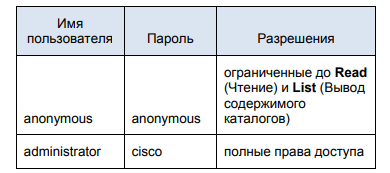 Имя
пользователя
Пароль
Разрешения
anonymous
anonymous
ограниченные до Read
(Чтение) и List (Вывод
содержимого
каталогов)
administrator
cisco
полные права доступа